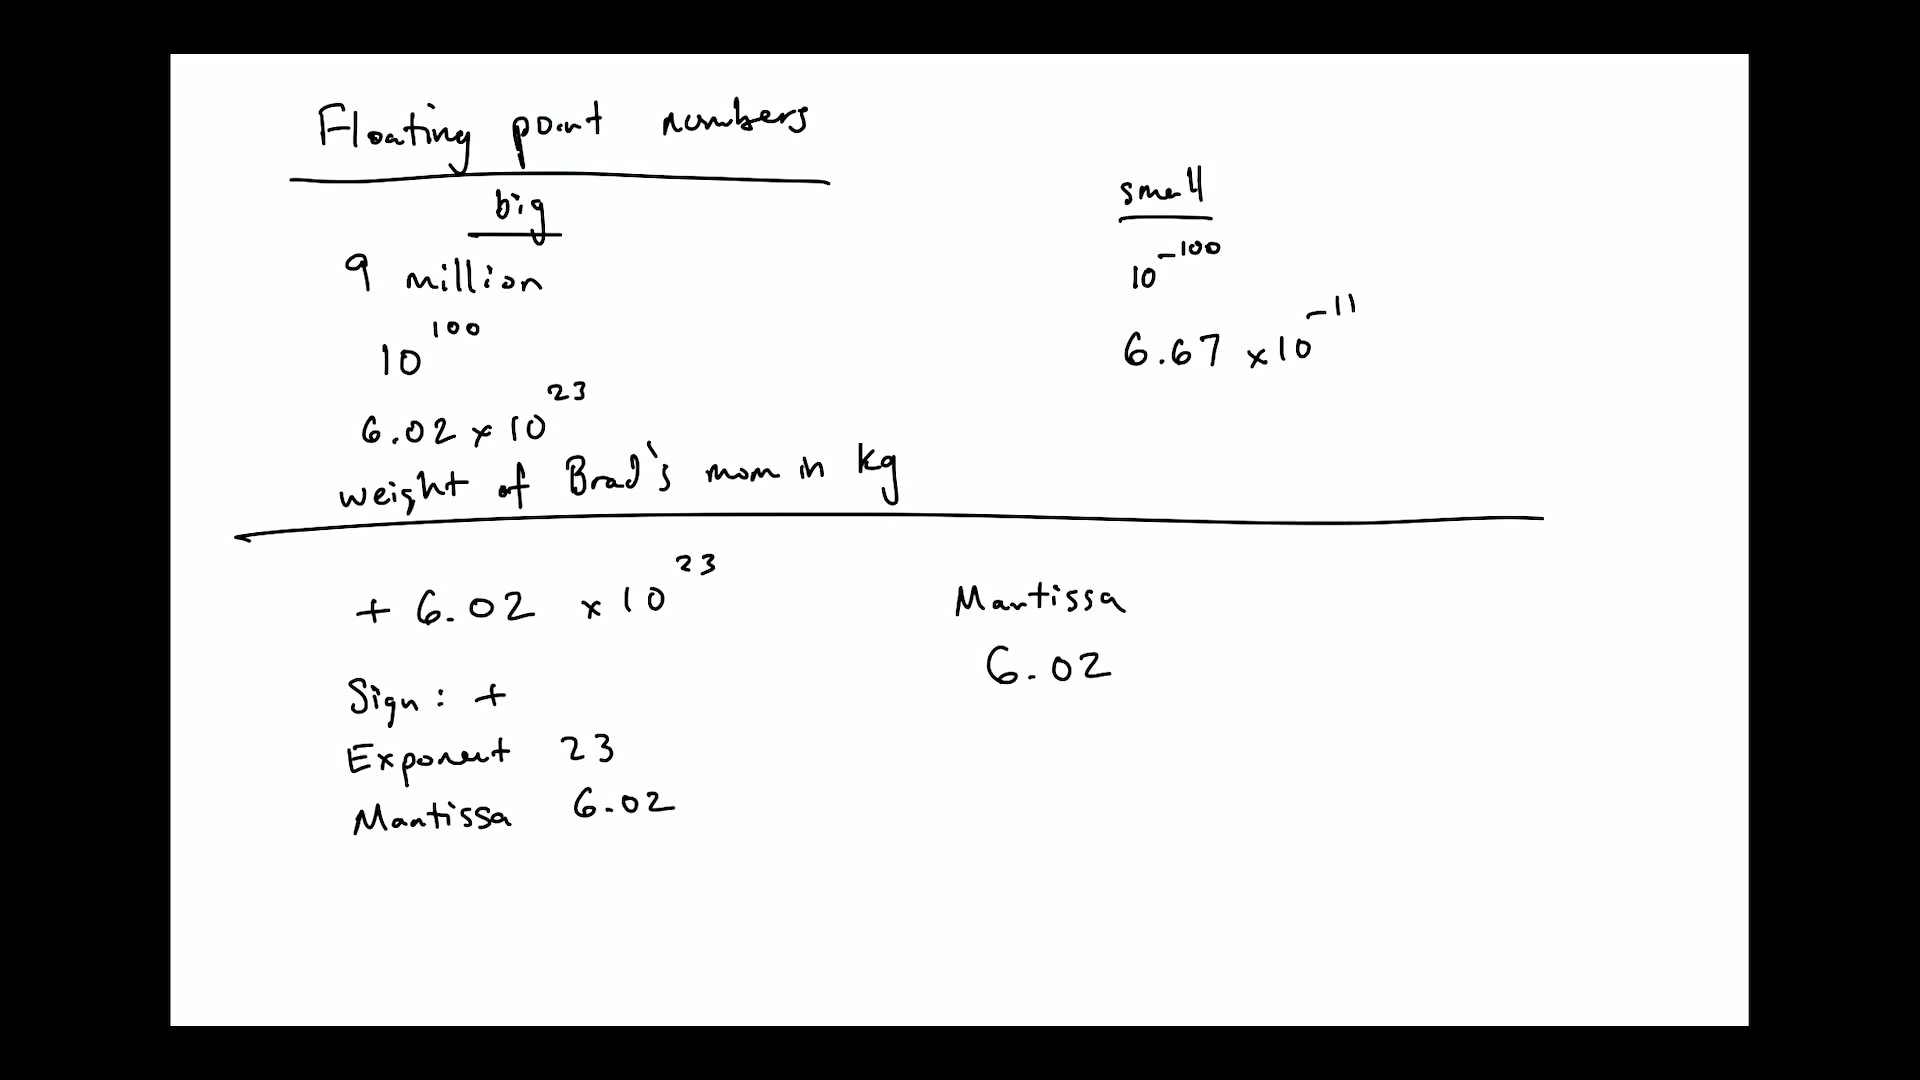 Floating point numbers
big
9 million
10^100
6.02 x 10^23
weight of Brad's mom in kg
small
10^-100
6.67 x 10^-11
+ 6.02 x 10^23
Sign: +
Exponent 23
Mantissa 6.02
Mantissa
6.02